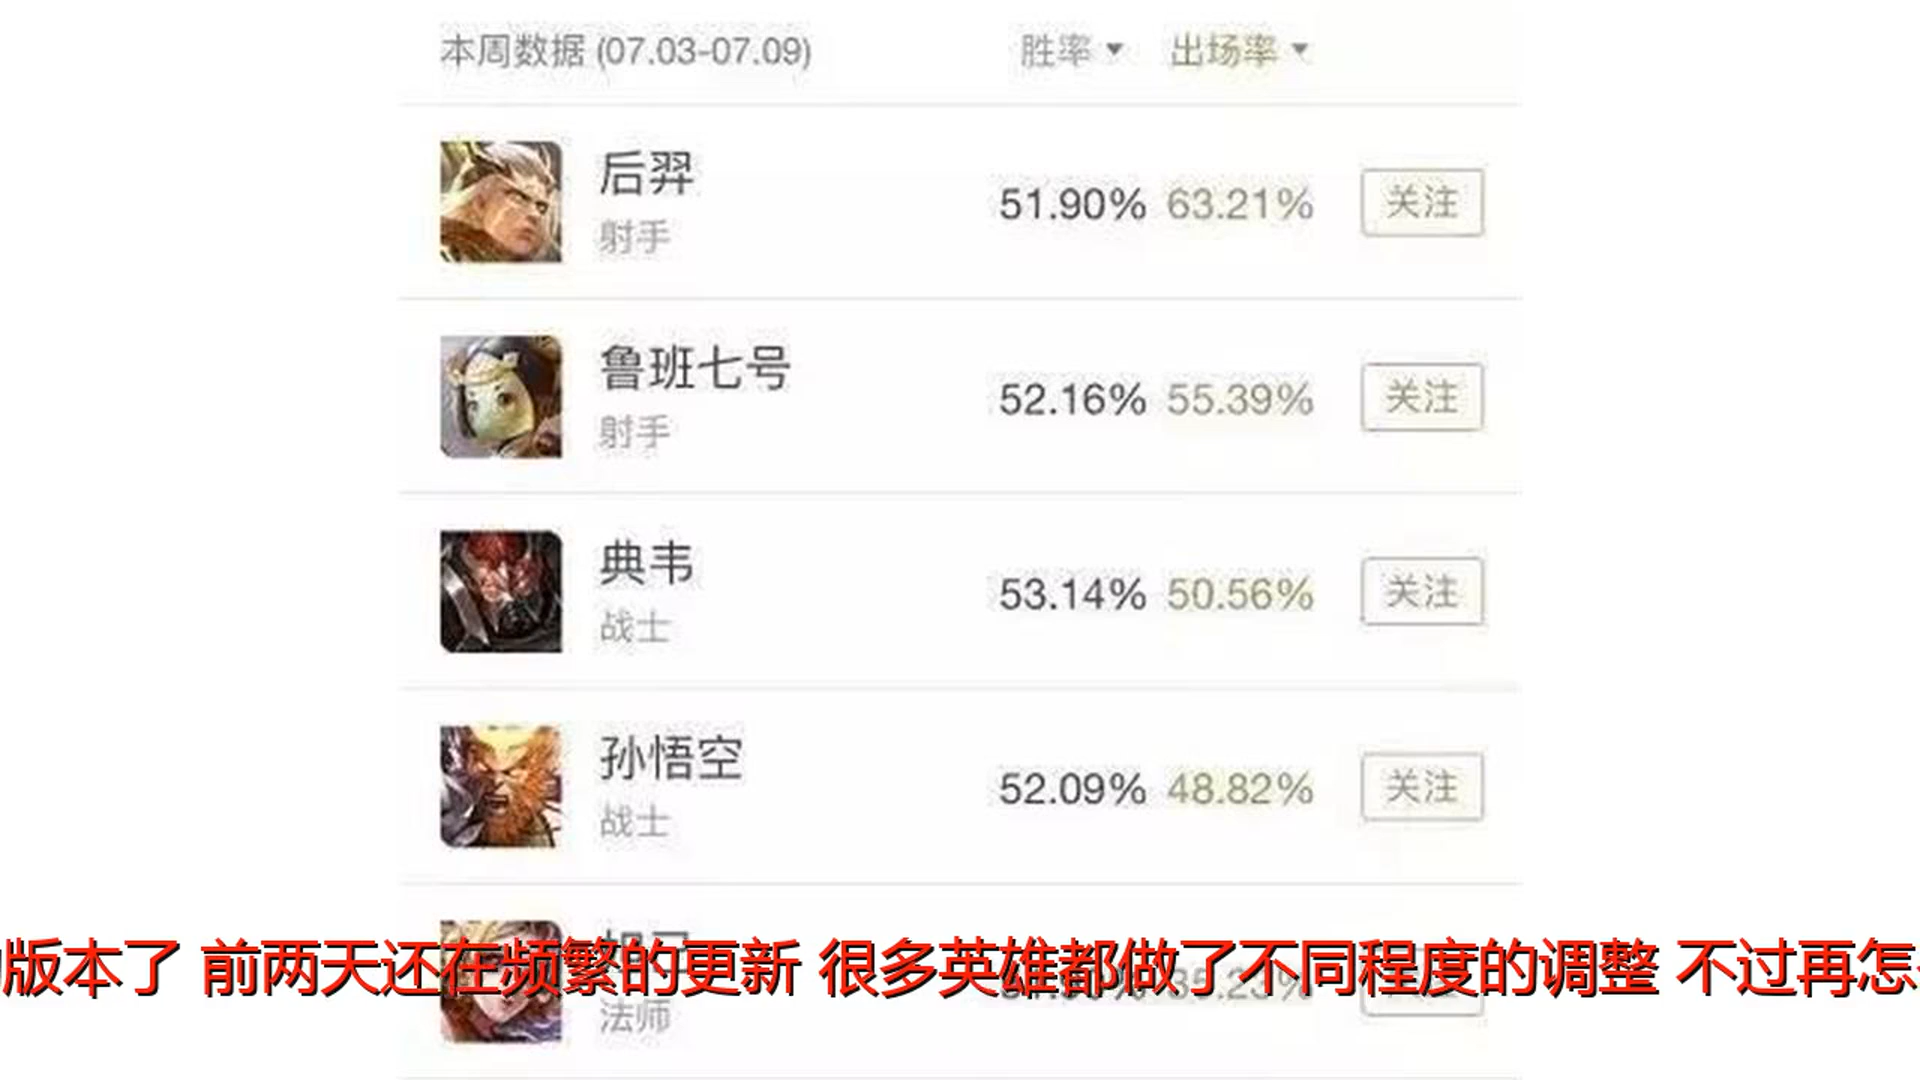 本周数据 (07.03-07.09) 胜率 出场率
后羿
射手
51.90% 63.21% 关注
鲁班七号
射手
52.16% 55.39% 关注
典韦
战士
53.14% 50.56% 关注
孙悟空
战士
52.09% 48.82% 关注
版本了 前两天还在频繁的更新 很多英雄都做了不同程度的调整 不过再怎
法师